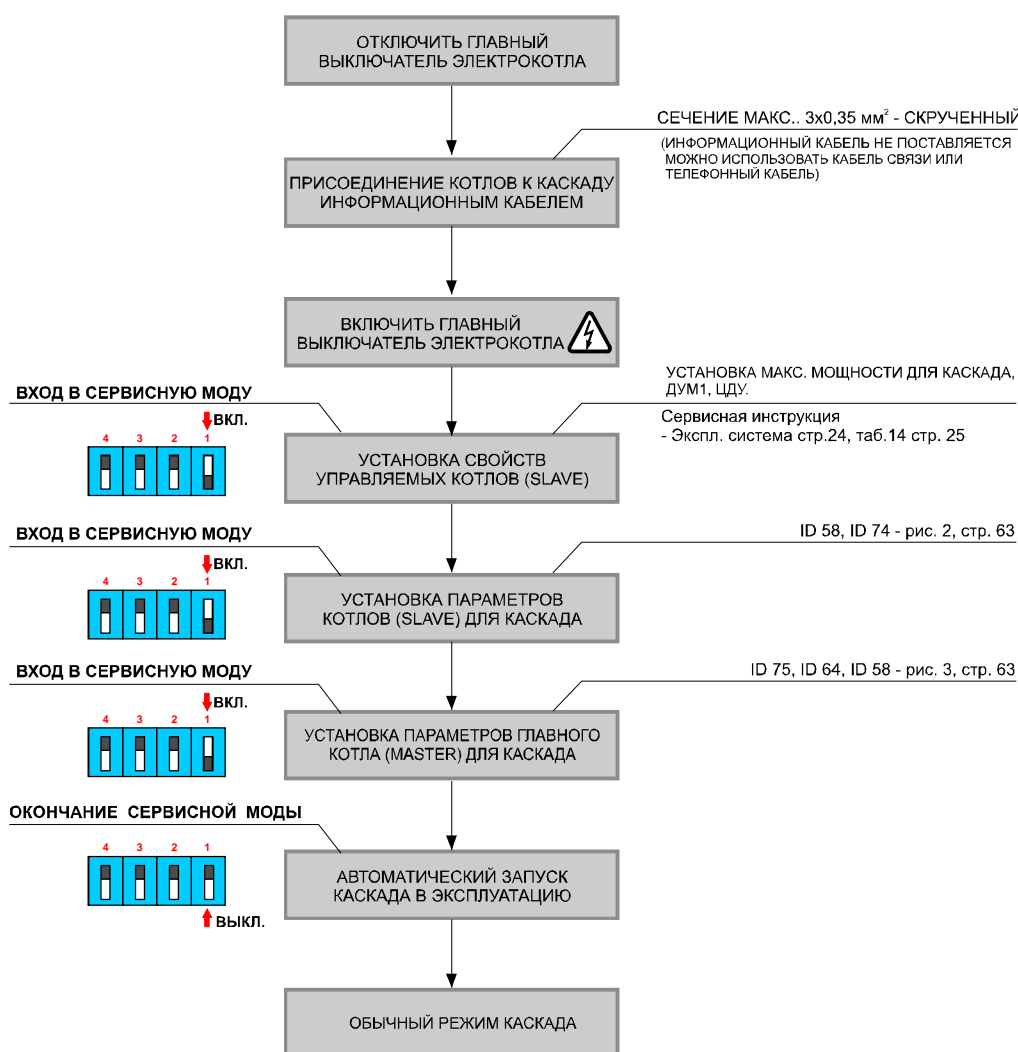 ОТКЛЮЧИТЬ ГЛАВНЫЙ
ВЫКЛЮЧАТЕЛЬ ЭЛЕКТРОКОТЛА
СЕЧЕНИЕ МАКС.. 3x0,35 мм² - СКРУЧЕННЫЙ
(ИНФОРМАЦИОННЫЙ КАБЕЛЬ НЕ ПОСТАВЛЯЕТСЯ
МОЖНО ИСПОЛЬЗОВАТЬ КАБЕЛЬ СВЯЗИ ИЛИ
ТЕЛЕФОННЫЙ КАБЕЛЬ)
ПРИСОЕДИНЕНИЕ КОТЛОВ К КАСКАДУ
ИНФОРМАЦИОННЫМ КАБЕЛЕМ
ВКЛЮЧИТЬ ГЛАВНЫЙ
ВЫКЛЮЧАТЕЛЬ ЭЛЕКТРОКОТЛА
УСТАНОВКА МАКС. МОЩНОСТИ ДЛЯ КАСКАДА,
ДУМ1, ЦДУ.
Сервисная инструкция
- Экспл. система стр.24, таб.14 стр. 25
ВХОД В СЕРВИСНУЮ МОДУ
ВКЛ.
4 3 2 1
УСТАНОВКА СВОЙСТВ
УПРАВЛЯЕМЫХ КОТЛОВ (SLAVE)
ВХОД В СЕРВИСНУЮ МОДУ
ВКЛ.
4 3 2 1
ID 58, ID 74 - рис. 2, стр. 63
УСТАНОВКА ПАРАМЕТРОВ
КОТЛОВ (SLAVE) ДЛЯ КАСКАДА
ВХОД В СЕРВИСНУЮ МОДУ
ВКЛ.
4 3 2 1
ID 75, ID 64, ID 58 - рис. 3, стр. 63
УСТАНОВКА ПАРАМЕТРОВ ГЛАВНОГО
КОТЛА (MASTER) ДЛЯ КАСКАДА
ОКОНЧАНИЕ СЕРВИСНОЙ МОДЫ
4 3 2 1
ВЫКЛ.
АВТОМАТИЧЕСКИЙ ЗАПУСК
КАСКАДА В ЭКСПЛУАТАЦИЮ
ОБЫЧНЫЙ РЕЖИМ КАСКАДА